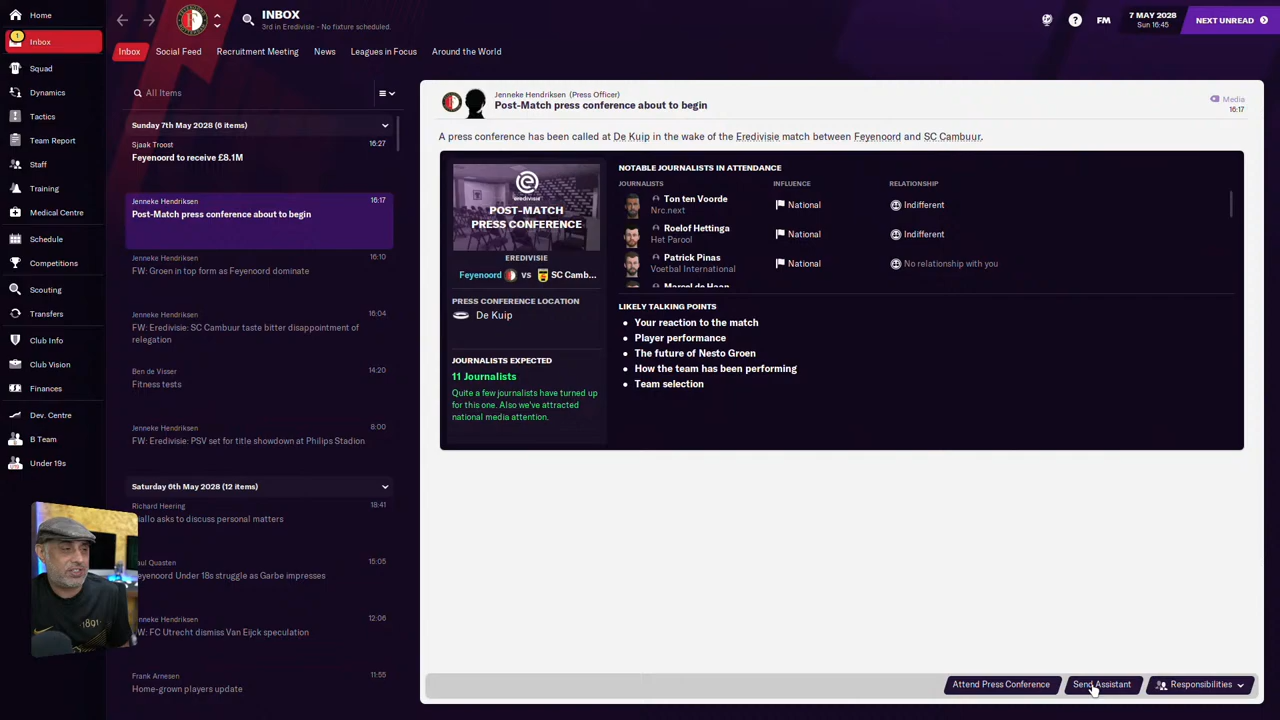 Home
INBOX
3rd in Eredivisie - No fixture scheduled.
FM
7 MAY 2028
Sun 16:45
NEXT UNREAD
1
Inbox
Squad
Dynamics
Tactics
Team Report
Staff
Training
Medical Centre
Schedule
Competitions
Scouting
Transfers
Club Info
Club Vision
Finances
Dev. Centre
B Team
Under 19s
Inbox
Social Feed
Recruitment Meeting
News
Leagues in Focus
Around the World
All Items
Sunday 7th May 2028 (6 items)
Sjaak Troost
16:27
Feyenoord to receive £8.1M
Jenneke Hendriksen
16:17
Post-Match press conference about to begin
Jenneke Hendriksen
16:10
FW: Groen in top form as Feyenoord dominate
Jenneke Hendriksen
16:04
FW: Eredivisie: SC Cambuur taste bitter disappointment of
relegation
Ben de Visser
14:20
Fitness tests
Jenneke Hendriksen
8:00
FW: Eredivisie: PSV set for title showdown at Philips Stadion
Saturday 6th May 2028 (12 items)
Richard Heering
18:41
allo asks to discuss personal matters
aul Quasten
15:05
eyenoord Under 18s struggle as Garbe impresses
nneke Hendriksen
12:06
W: FC Utrecht dismiss Van Eijck speculation
Frank Arnesen
11:55
Home-grown players update
Jenneke Hendriksen (Press Officer)
Post-Match press conference about to begin
Media
16:17
A press conference has been called at De Kuip in the wake of the Eredivisie match between Feyenoord and SC Cambuur.
eredivisie
POST-MATCH
PRESS CONFERENCE
EREDIVISIE
Feyenoord vs SC Camb...
PRESS CONFERENCE LOCATION
De Kuip
JOURNALISTS EXPECTED
11 Journalists
Quite a few journalists have turned up
for this one. Also we've attracted
national media attention.
NOTABLE JOURNALISTS IN ATTENDANCE
JOURNALISTS
INFLUENCE
RELATIONSHIP
Ton ten Voorde
Nrc.next
National
Indifferent
Roelof Hettinga
Het Parool
National
Indifferent
Patrick Pinas
Voetbal International
National
No relationship with you
Marcel de Haan
LIKELY TALKING POINTS
Your reaction to the match
Player performance
The future of Nesto Groen
How the team has been performing
Team selection
1891
Attend Press Conference
Send Assistant
Responsibilities